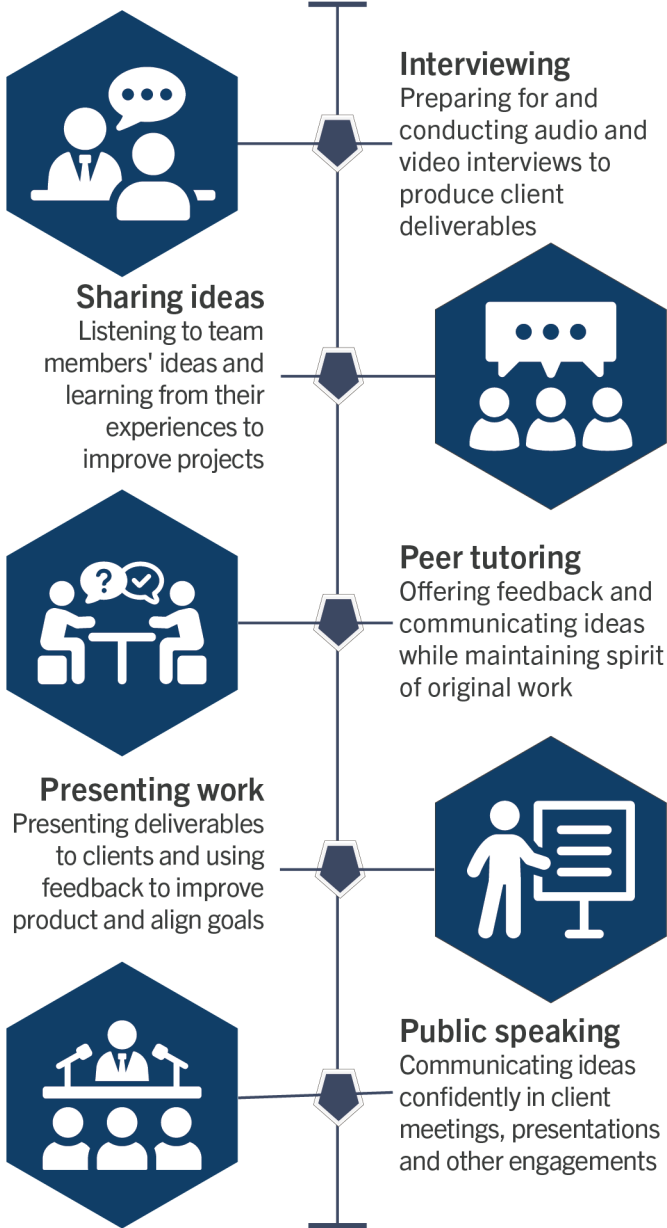 Interviewing
Preparing for and
conducting audio and
video interviews to
produce client
deliverables
Sharing ideas
Listening to team
members' ideas and
learning from their
experiences to
improve projects
?
Peer tutoring
Offering feedback and
communicating ideas
while maintaining spirit
of original work
Presenting work
Presenting deliverables
to clients and using
feedback to improve
product and align goals
Public speaking
Communicating ideas
confidently in client
meetings, presentations
and other engagements